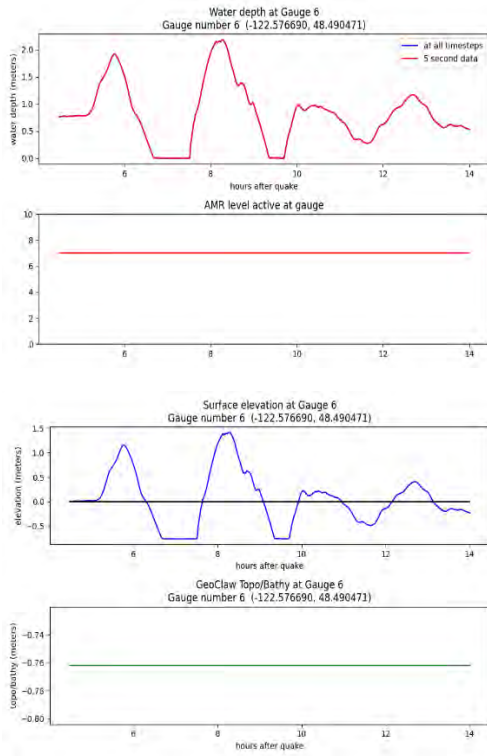 Water depth at Gauge 6
Gauge number 6 (-122.576690, 48.490471)
at all timesteps
5 second data
water depth (meters)
2.0
1.5
1.0
0.5
0.0
6 8 10 12 14
hours after quake
AMR level active at gauge
10
8
6
4
2
0
6 8 10 12 14
Surface elevation at Gauge 6
Gauge number 6 (-122.576690, 48.490471)
elevation (meters)
1.5
1.0
0.5
0.0
−0.5
6 8 10 12 14
hours after quake
GeoClaw Topo/Bathy at Gauge 6
Gauge number 6 (-122.576690, 48.490471)
topo/bathy (meters)
−0.74
−0.76
−0.78
−0.80
6 8 10 12 14
hours after quake